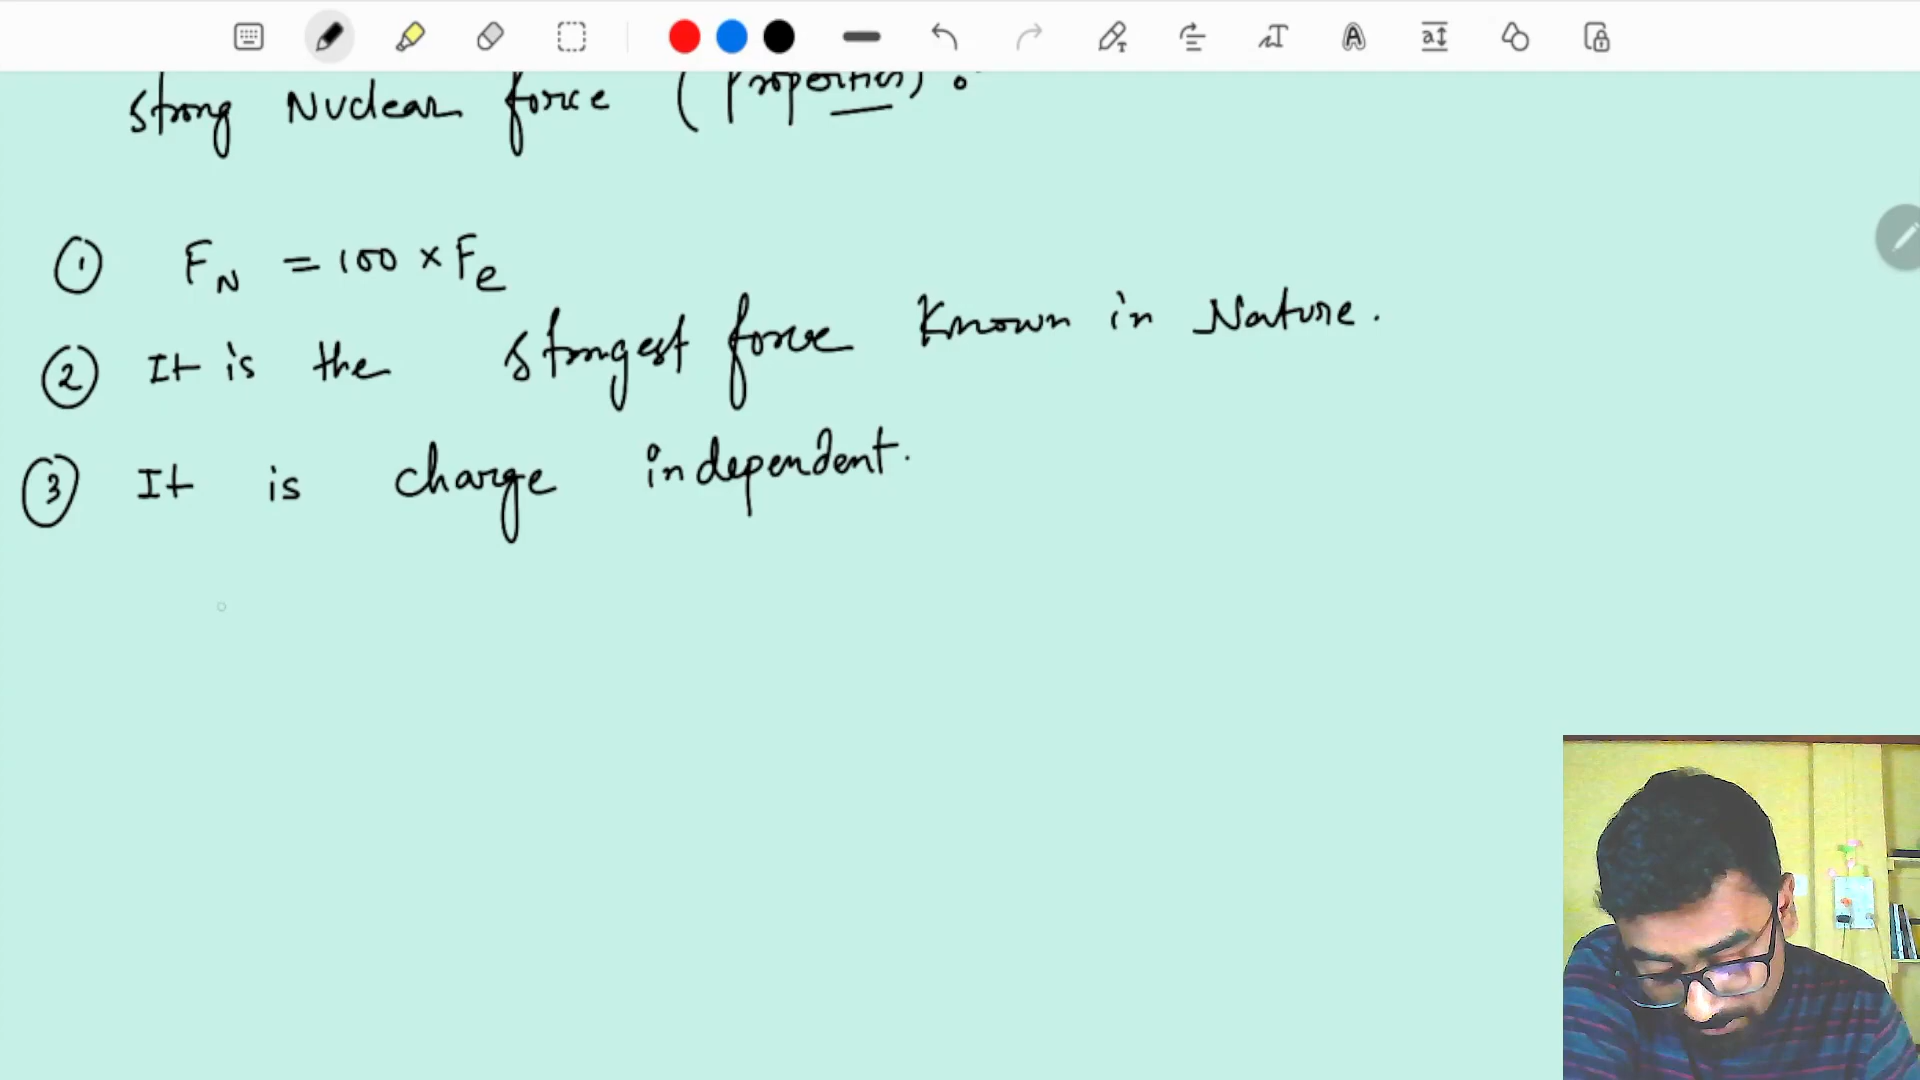 Strong Nuclear force (properties) :
① F_N = 100 × F_e
② It is the strongest force known in Nature.
③ It is charge independent.